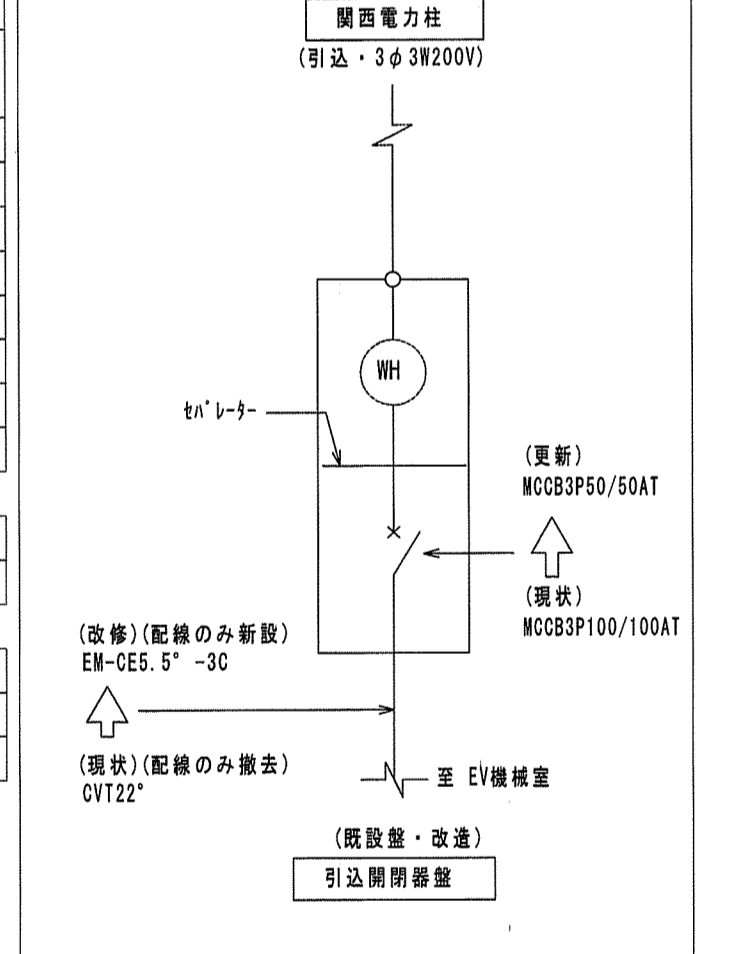 関西電力柱
(引込・3φ3W200V)
WH
ｾﾊﾟﾚｰﾀｰ
(更新)
MCCB3P50/50AT
(現状)
MCCB3P100/100AT
(改修)(配線のみ新設)
EM-CE5.5°-3C
(現状)(配線のみ撤去)
CVT22°
至 EV機械室
(既設盤・改造)
引込開閉器盤